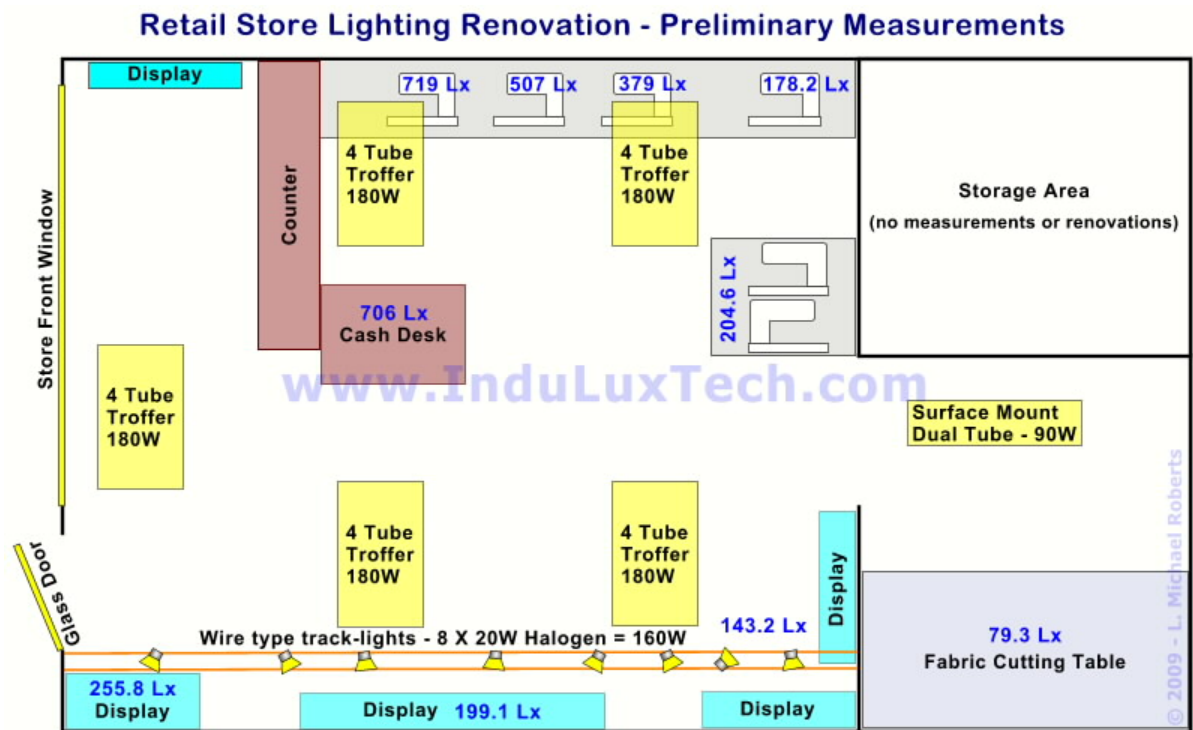 Retail Store Lighting Renovation - Preliminary Measurements
Display
719 Lx
507 Lx
379 Lx
178.2 Lx
4 Tube
Troffer
180W
4 Tube
Troffer
180W
Counter
Storage Area
(no measurements or renovations)
Store Front Window
204.6 Lx
706 Lx
Cash Desk
www.InduLuxTech.com
4 Tube
Troffer
180W
Surface Mount
Dual Tube - 90W
4 Tube
Troffer
180W
4 Tube
Troffer
180W
Display
Glass Door
Wire type track-lights - 8 X 20W Halogen = 160W
143.2 Lx
79.3 Lx
Fabric Cutting Table
255.8 Lx
Display
Display 199.1 Lx
Display
© 2009 - L. Michael Roberts